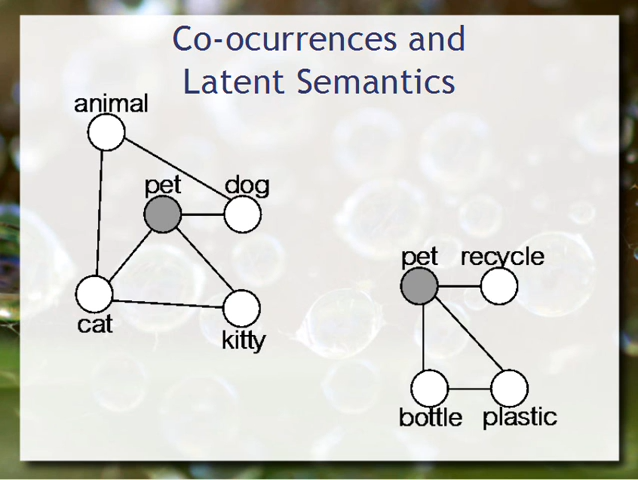 Co-ocurrences and
Latent Semantics
animal
pet dog
cat
kitty
pet recycle
bottle plastic